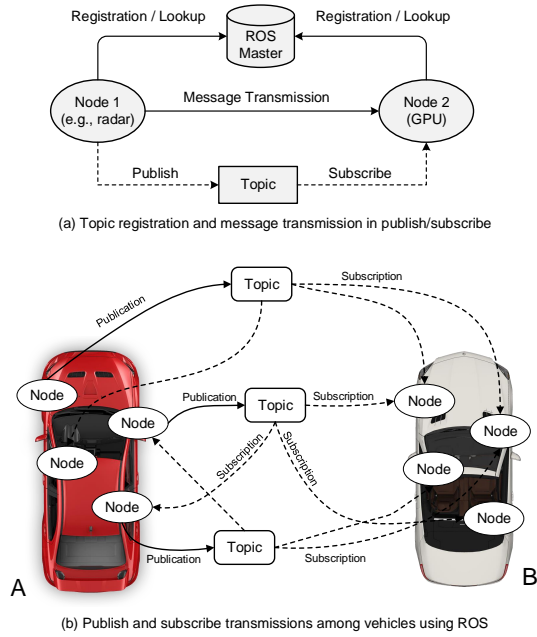 Registration / Lookup
Registration / Lookup
ROS
Master
Node 1
(e.g., radar)
Message Transmission
Node 2
(GPU)
Publish
Topic
Subscribe
(a) Topic registration and message transmission in publish/subscribe
Topic
Subscription
Publication
Node
Publication
Topic
Subscription
Node
Node
Node
Subscrption
Subscription
Node
Node
Node
Node
Publication
Topic
Subscription
A
B
(b) Publish and subscribe transmissions among vehicles using ROS